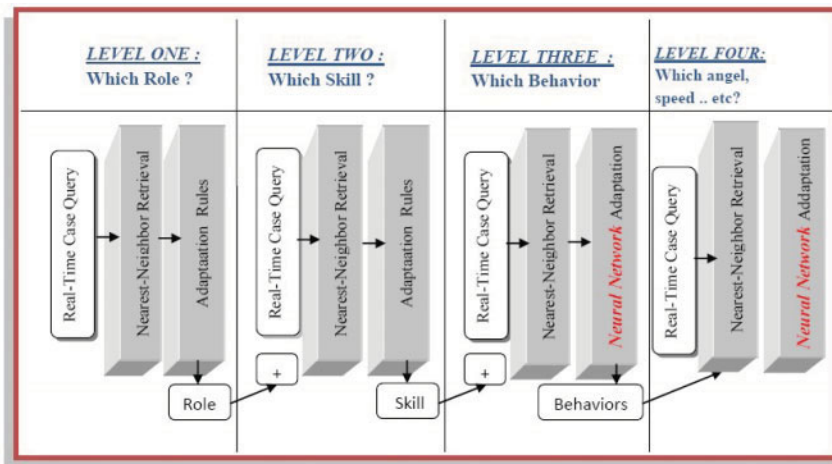 LEVEL ONE :
Which Role ?
LEVEL TWO :
Which Skill ?
LEVEL THREE :
Which Behavior
LEVEL FOUR:
Which angel,
speed .. etc?
Real-Time Case Query
Nearest-Neighbor Retrieval
Adaptaation Rules
Real-Time Case Query
Nearest-Neighbor Retrieval
Adaptaation Rules
Real-Time Case Query
Nearest-Neighbor Retrieval
Neural Network Adaptation
Real-Time Case Query
Nearest-Neighbor Retrieval
Neural Network Addaptation
+
+
Role
Skill
Behaviors